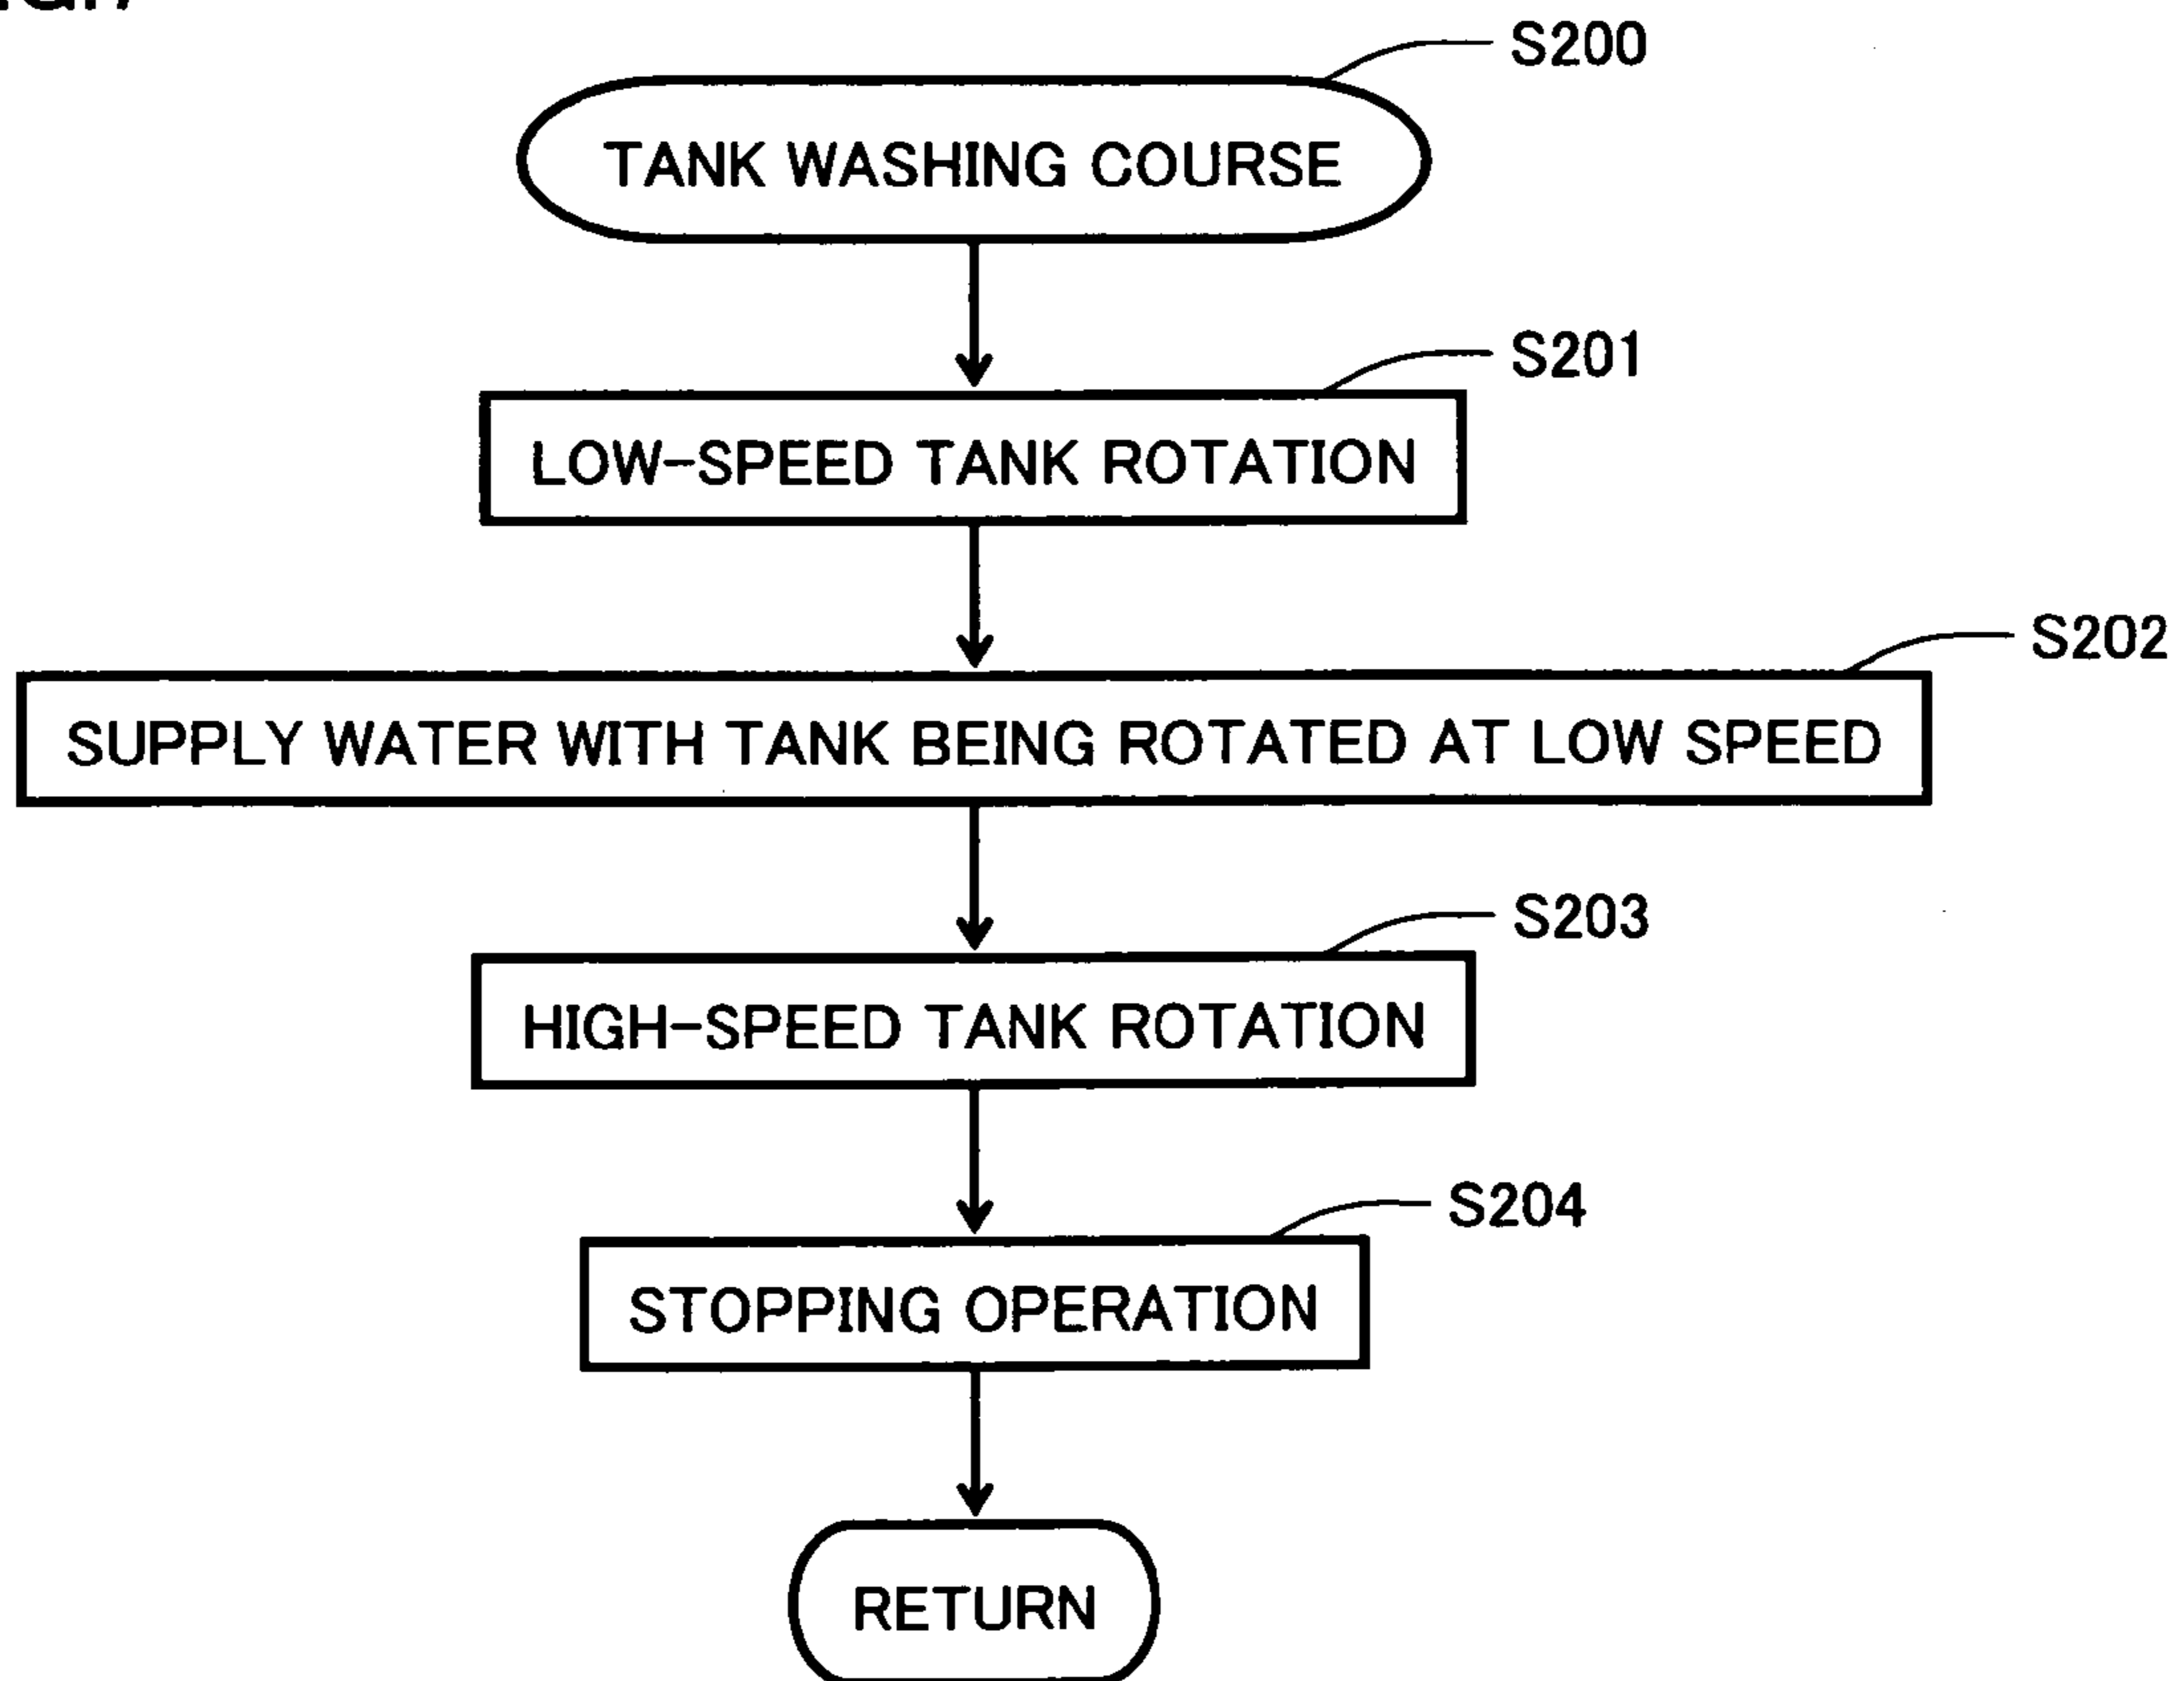 S200
TANK WASHING COURSE
S201
LOW-SPEED TANK ROTATION
S202
SUPPLY WATER WITH TANK BEING ROTATED AT LOW SPEED
S203
HIGH-SPEED TANK ROTATION
S204
STOPPING OPERATION
RETURN